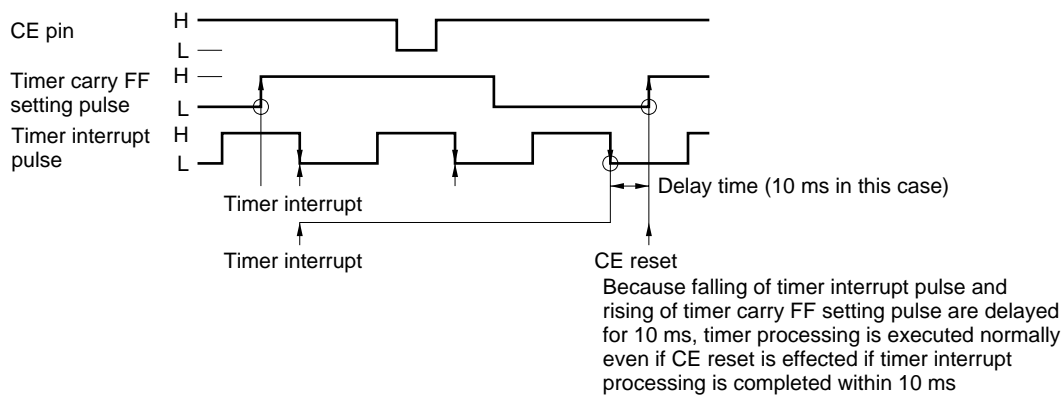 CE pin
H
L
Timer carry FF
setting pulse
H
L
Timer interrupt
pulse
H
L
Delay time (10 ms in this case)
Timer interrupt
Timer interrupt
CE reset
Because falling of timer interrupt pulse and
rising of timer carry FF setting pulse are delayed
for 10 ms, timer processing is executed normally
even if CE reset is effected if timer interrupt
processing is completed within 10 ms